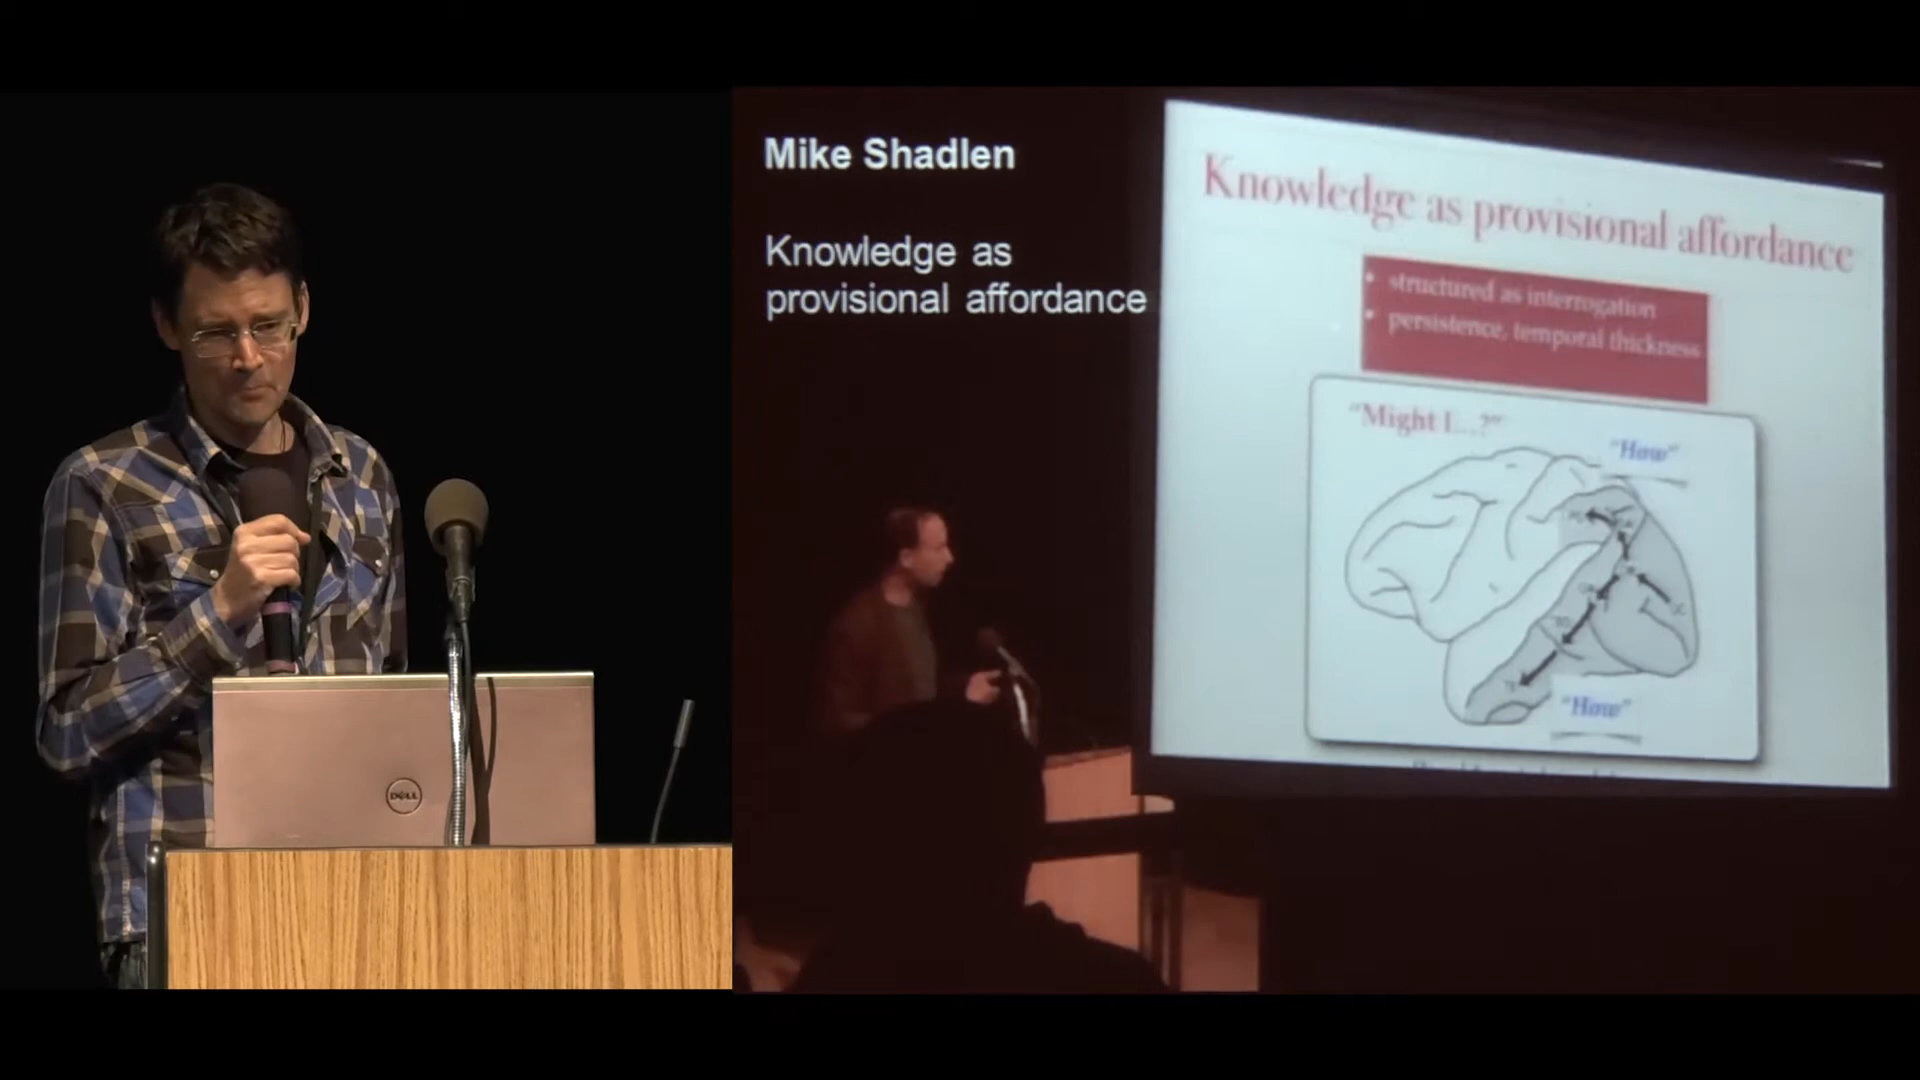 Mike Shadlen
Knowledge as
provisional affordance
Knowledge as provisional affordance
• structured as interrogation
• persistence, temporal thickness
"Might I...?"
"How"
"How"
DELL